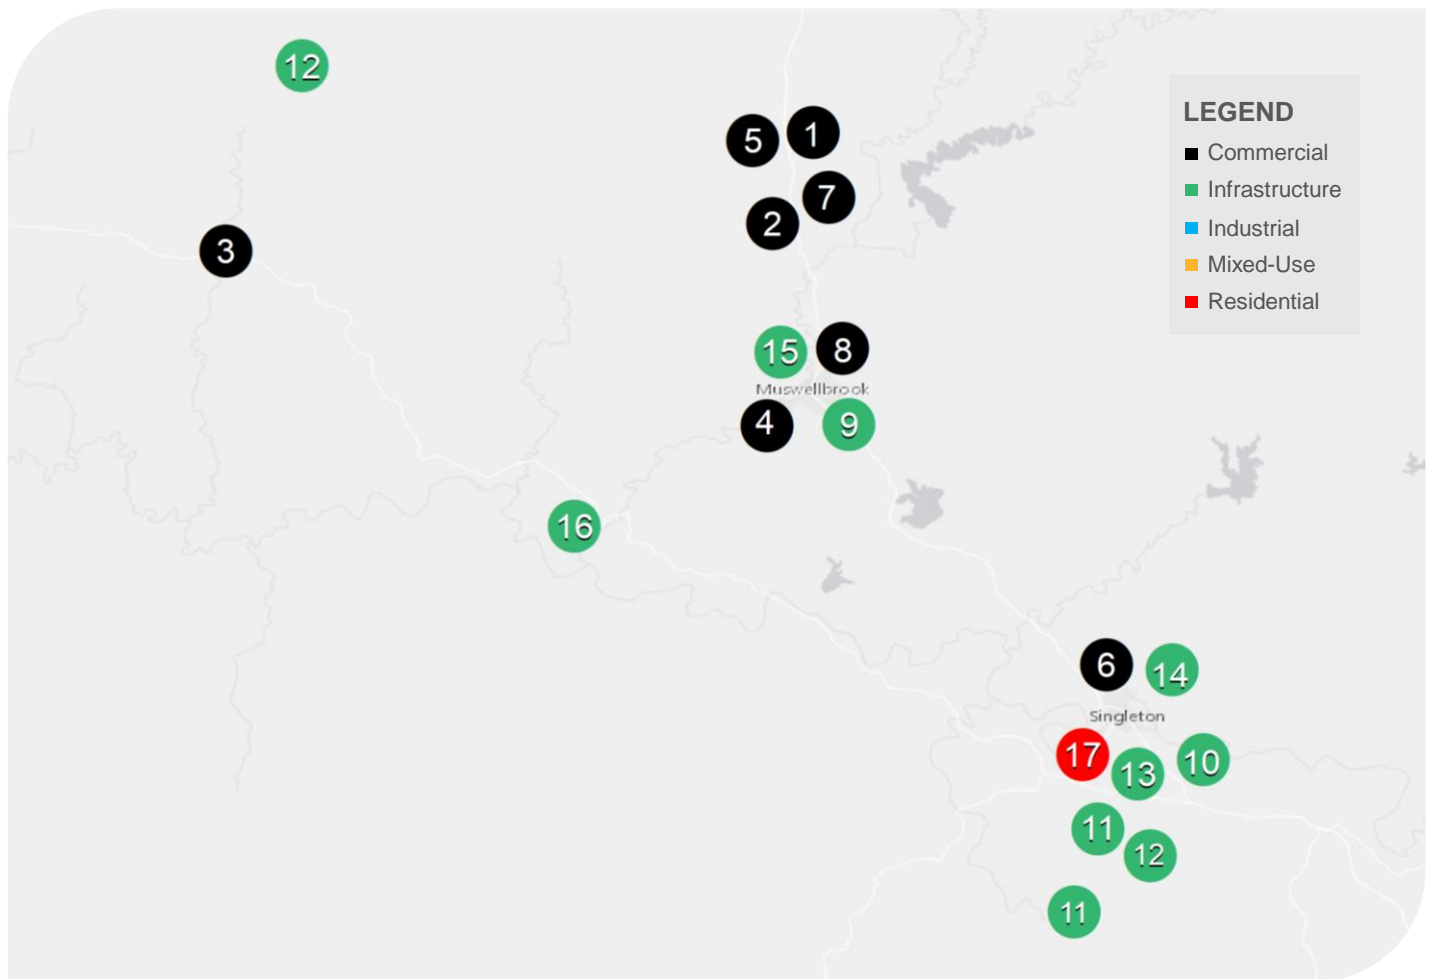 12
5
1
7
2
3
LEGEND
Commercial
Infrastructure
Industrial
Mixed-Use
Residential
15
8
Muswellbrook
4
9
16
6
14
Singleton
17
13
10
11
12
11